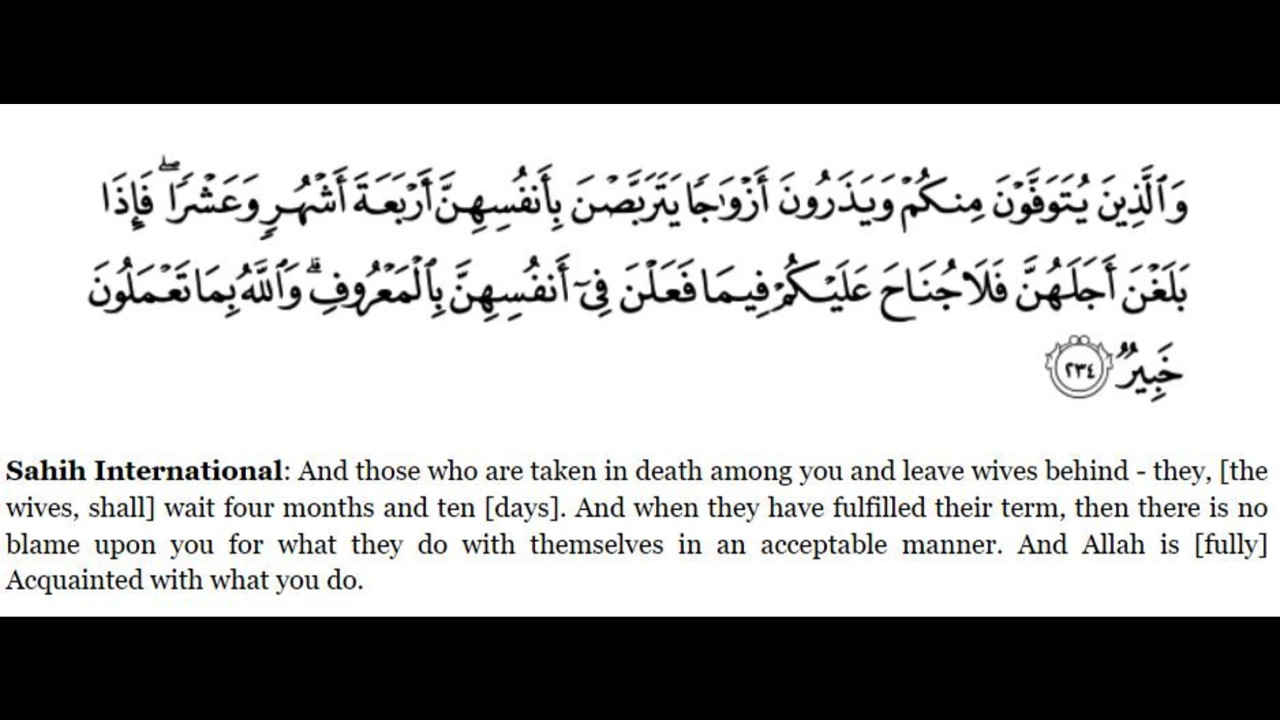 وَٱلَّذِينَ يُتَوَفَّوْنَ مِنكُمْ وَيَذَرُونَ أَزْوَٰجًا يَتَرَبَّصْنَ بِأَنفُسِهِنَّ أَرْبَعَةَ أَشْهُرٍ وَعَشْرًا ۖ فَإِذَا
بَلَغْنَ أَجَلَهُنَّ فَلَا جُنَاحَ عَلَيْكُمْ فِيمَا فَعَلْنَ فِىٓ أَنفُسِهِنَّ بِٱلْمَعْرُوفِ ۗ وَٱللَّهُ بِمَا تَعْمَلُونَ
خَبِيرٌ ٢٣٤
Sahih International: And those who are taken in death among you and leave wives behind - they, [the
wives, shall] wait four months and ten [days]. And when they have fulfilled their term, then there is no
blame upon you for what they do with themselves in an acceptable manner. And Allah is [fully]
Acquainted with what you do.